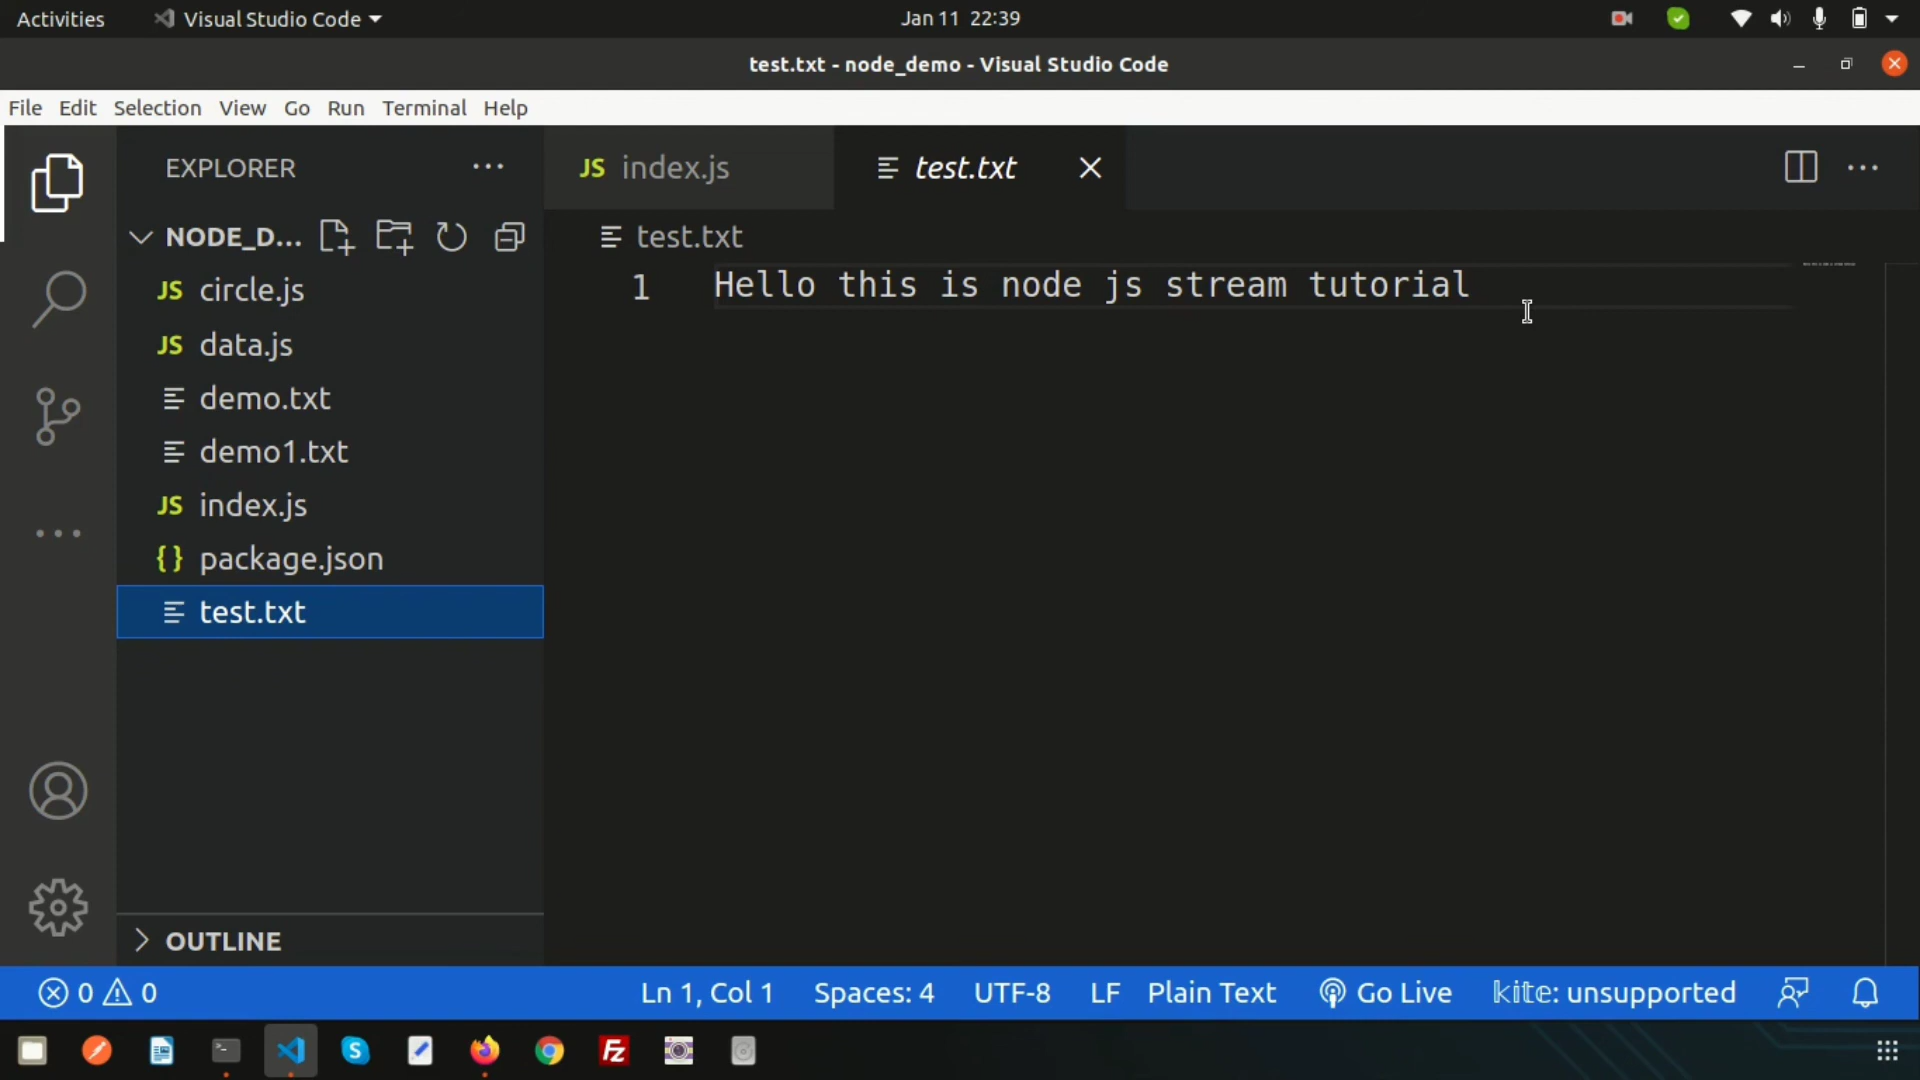 Activities Visual Studio Code Jan 11 22:39
test.txt - node_demo - Visual Studio Code
File Edit Selection View Go Run Terminal Help
EXPLORER ···
JS index.js test.txt
NODE_D...
test.txt
1 Hello this is node js stream tutorial
JS circle.js
JS data.js
demo.txt
demo1.txt
JS index.js
{ } package.json
test.txt
OUTLINE
0 0 Ln 1, Col 1 Spaces: 4 UTF-8 LF Plain Text Go Live kite: unsupported